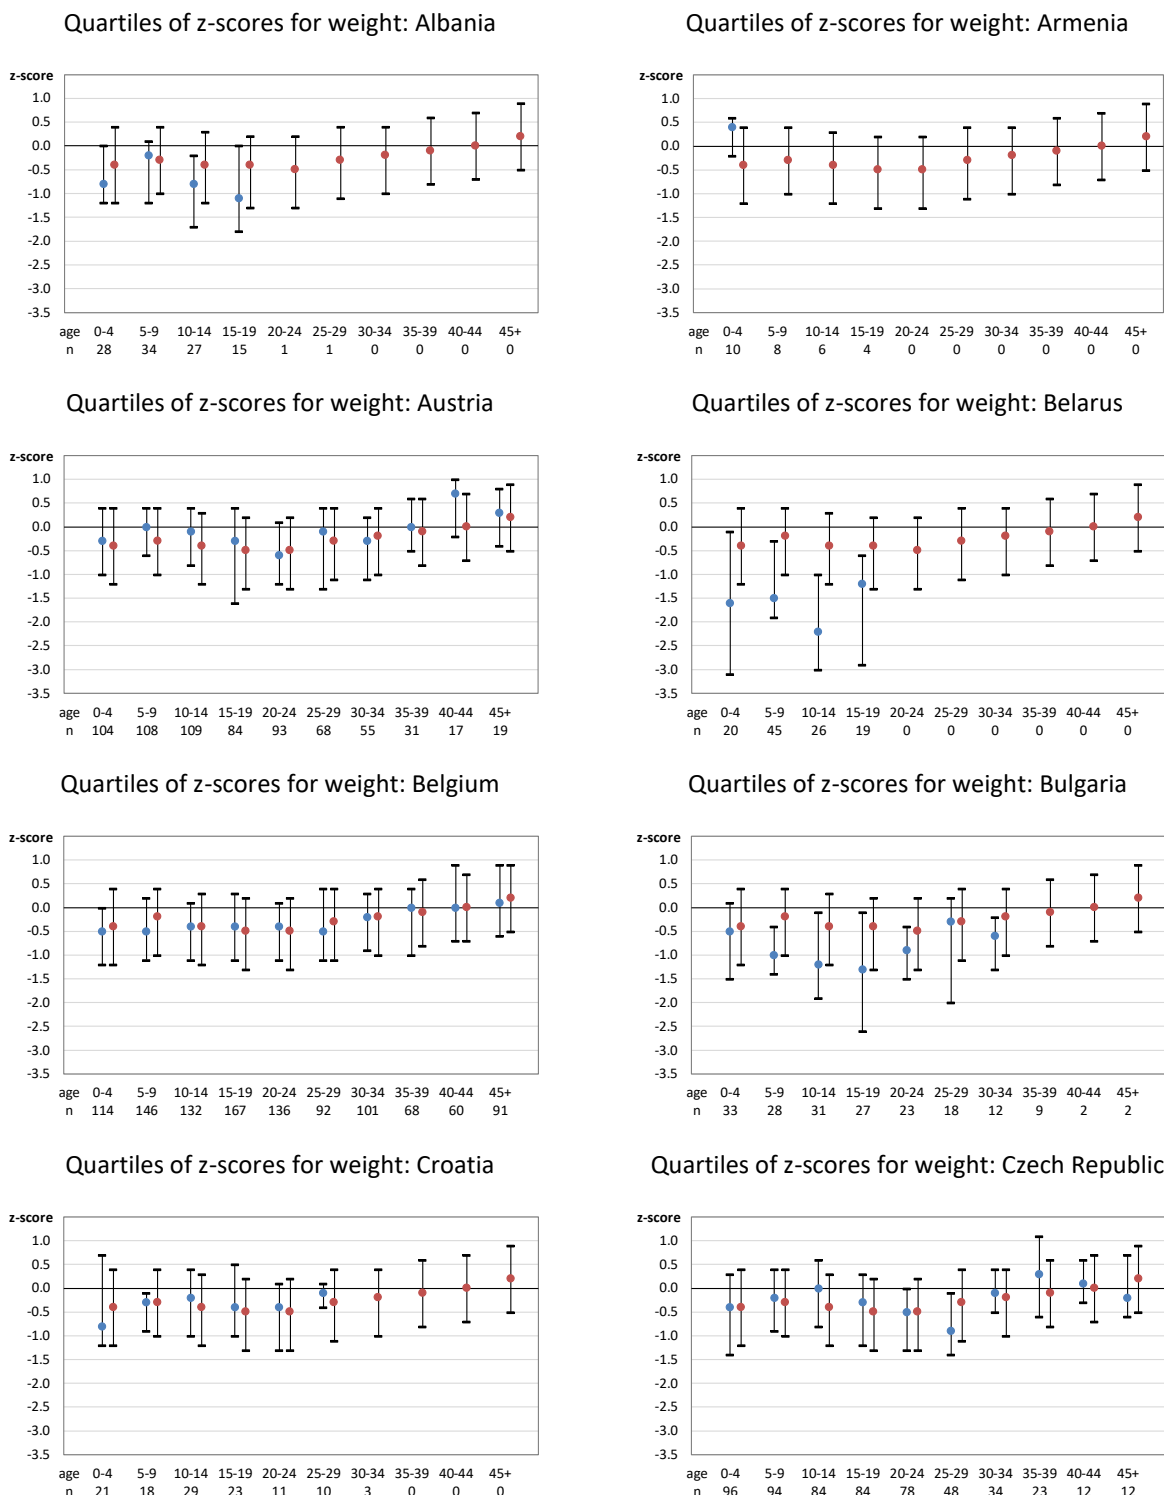 Quartiles of z-scores for weight: Albania
z-score
1.0
0.5
0.0
-0.5
-1.0
-1.5
-2.0
-2.5
-3.0
-3.5
age 0-4 5-9 10-14 15-19 20-24 25-29 30-34 35-39 40-44 45+
n 28 34 27 15 1 1 0 0 0 0
Quartiles of z-scores for weight: Armenia
z-score
1.0
0.5
0.0
-0.5
-1.0
-1.5
-2.0
-2.5
-3.0
-3.5
age 0-4 5-9 10-14 15-19 20-24 25-29 30-34 35-39 40-44 45+
n 10 8 6 4 0 0 0 0 0 0
Quartiles of z-scores for weight: Austria
z-score
1.0
0.5
0.0
-0.5
-1.0
-1.5
-2.0
-2.5
-3.0
-3.5
age 0-4 5-9 10-14 15-19 20-24 25-29 30-34 35-39 40-44 45+
n 104 108 109 84 93 68 55 31 17 19
Quartiles of z-scores for weight: Belarus
z-score
1.0
0.5
0.0
-0.5
-1.0
-1.5
-2.0
-2.5
-3.0
-3.5
age 0-4 5-9 10-14 15-19 20-24 25-29 30-34 35-39 40-44 45+
n 20 45 26 19 0 0 0 0 0 0
Quartiles of z-scores for weight: Belgium
z-score
1.0
0.5
0.0
-0.5
-1.0
-1.5
-2.0
-2.5
-3.0
-3.5
age 0-4 5-9 10-14 15-19 20-24 25-29 30-34 35-39 40-44 45+
n 114 146 132 167 136 92 101 68 60 91
Quartiles of z-scores for weight: Bulgaria
z-score
1.0
0.5
0.0
-0.5
-1.0
-1.5
-2.0
-2.5
-3.0
-3.5
age 0-4 5-9 10-14 15-19 20-24 25-29 30-34 35-39 40-44 45+
n 33 28 31 27 23 18 12 9 2 2
Quartiles of z-scores for weight: Croatia
z-score
1.0
0.5
0.0
-0.5
-1.0
-1.5
-2.0
-2.5
-3.0
-3.5
age 0-4 5-9 10-14 15-19 20-24 25-29 30-34 35-39 40-44 45+
n 21 18 29 23 11 10 3 0 0 0
Quartiles of z-scores for weight: Czech Republic
z-score
1.0
0.5
0.0
-0.5
-1.0
-1.5
-2.0
-2.5
-3.0
-3.5
age 0-4 5-9 10-14 15-19 20-24 25-29 30-34 35-39 40-44 45+
n 96 94 84 84 78 48 34 23 12 12